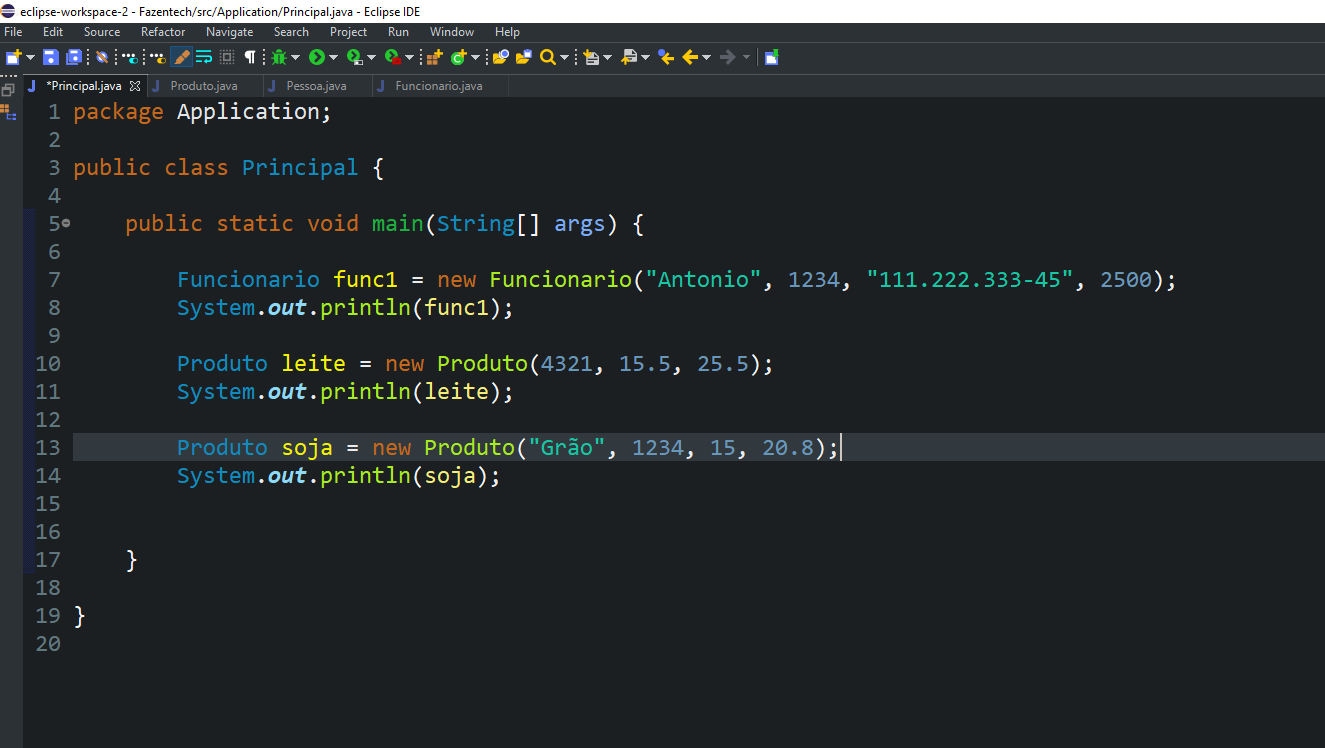 eclipse-workspace-2 - Fazentech/src/Application/Principal.java - Eclipse IDE
File Edit Source Refactor Navigate Search Project Run Window Help
*Principal.java Produto.java Pessoa.java Funcionario.java
1 package Application;
2
3 public class Principal {
4
5 public static void main(String[] args) {
6
7 Funcionario func1 = new Funcionario("Antonio", 1234, "111.222.333-45", 2500);
8 System.out.println(func1);
9
10 Produto leite = new Produto(4321, 15.5, 25.5);
11 System.out.println(leite);
12
13 Produto soja = new Produto("Grão", 1234, 15, 20.8);
14 System.out.println(soja);
15
16
17 }
18
19 }
20